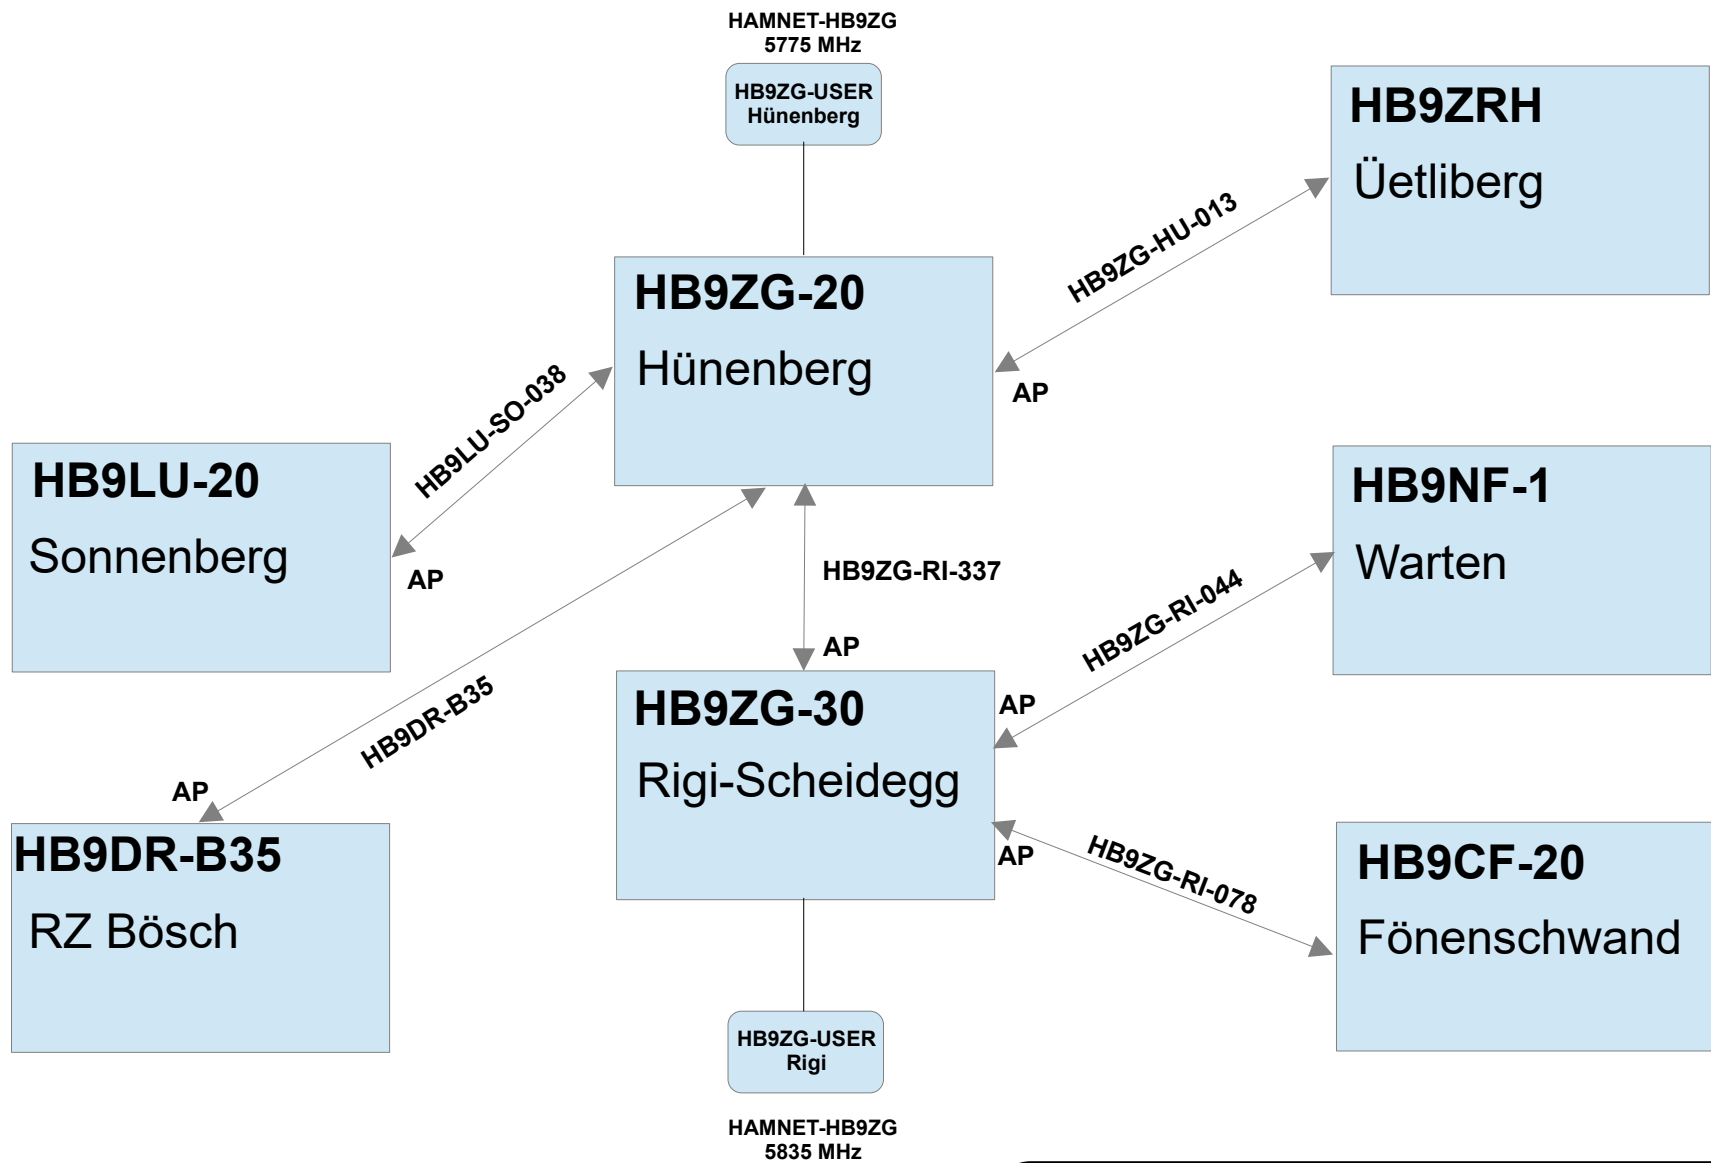 HAMNET-HB9ZG
5775 MHz
HB9ZG-USER
Hünenberg
HB9ZRH
Üetliberg
HB9ZG-HU-013
HB9ZG-20
Hünenberg
AP
HB9LU-SO-038
HB9LU-20
Sonnenberg
AP
HB9NF-1
Warten
HB9ZG-RI-337
AP
HB9ZG-RI-044
HB9DR-B35
HB9ZG-30
Rigi-Scheidegg
AP
AP
AP
HB9DR-B35
RZ Bösch
HB9ZG-RI-078
HB9CF-20
Fönenschwand
HB9ZG-USER
Rigi
HAMNET-HB9ZG
5835 MHz